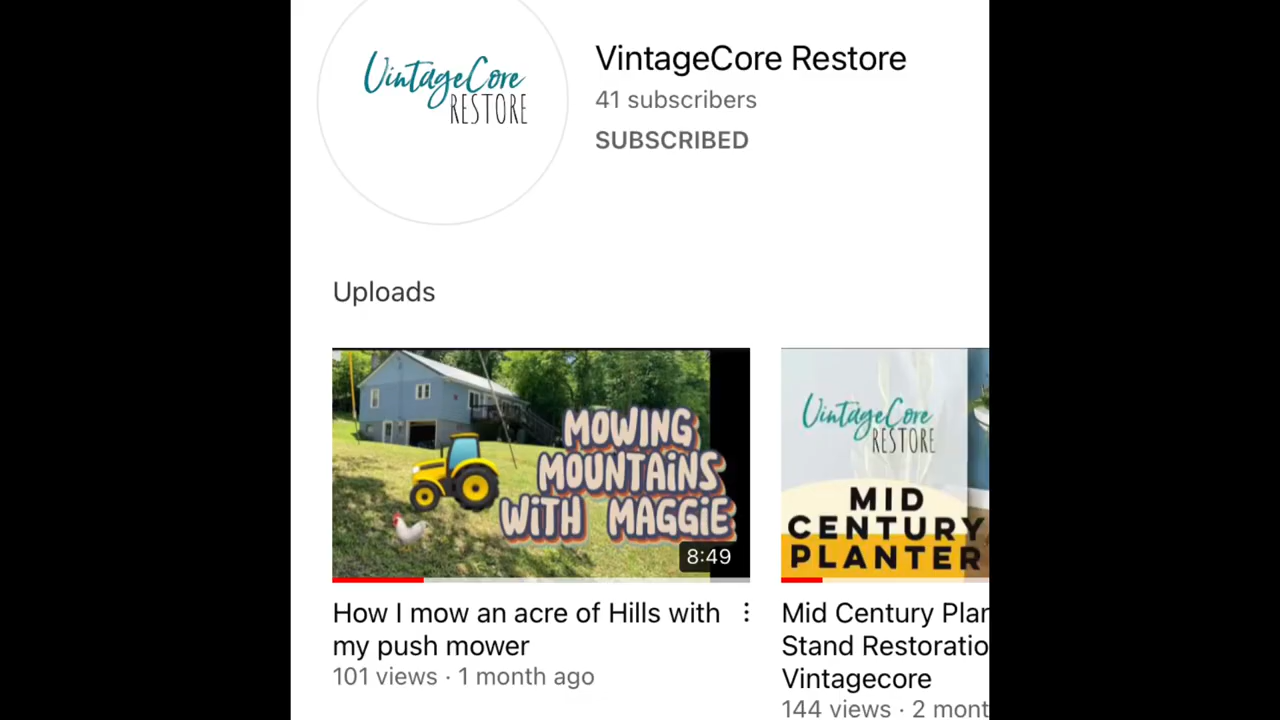 VintageCore
RESTORE
VintageCore Restore
41 subscribers
SUBSCRIBED
Uploads
MOWING
MOUNTAiNS
WiTH MAGGiE
8:49
How I mow an acre of Hills with
my push mower
101 views · 1 month ago
VintageCore
RESTORE
MID
CENTURY
PLANTER
Mid Century Plan
Stand Restoratio
Vintagecore
144 views · 2 mont